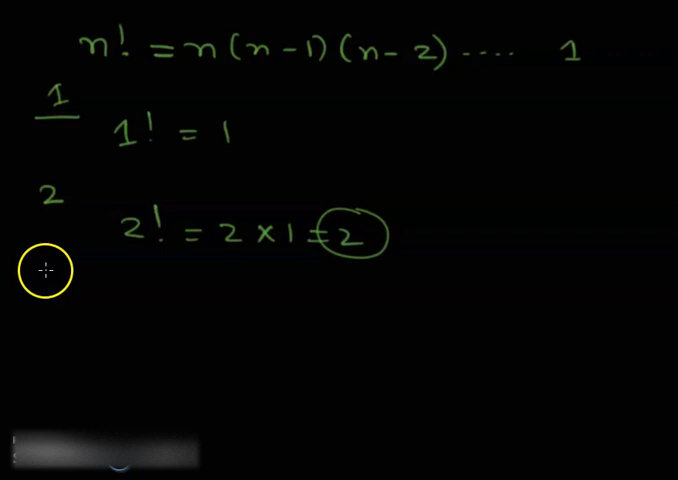 n! = n (n - 1) (n - 2) ---- 1
1
1! = 1
2
2! = 2 × 1 = 2